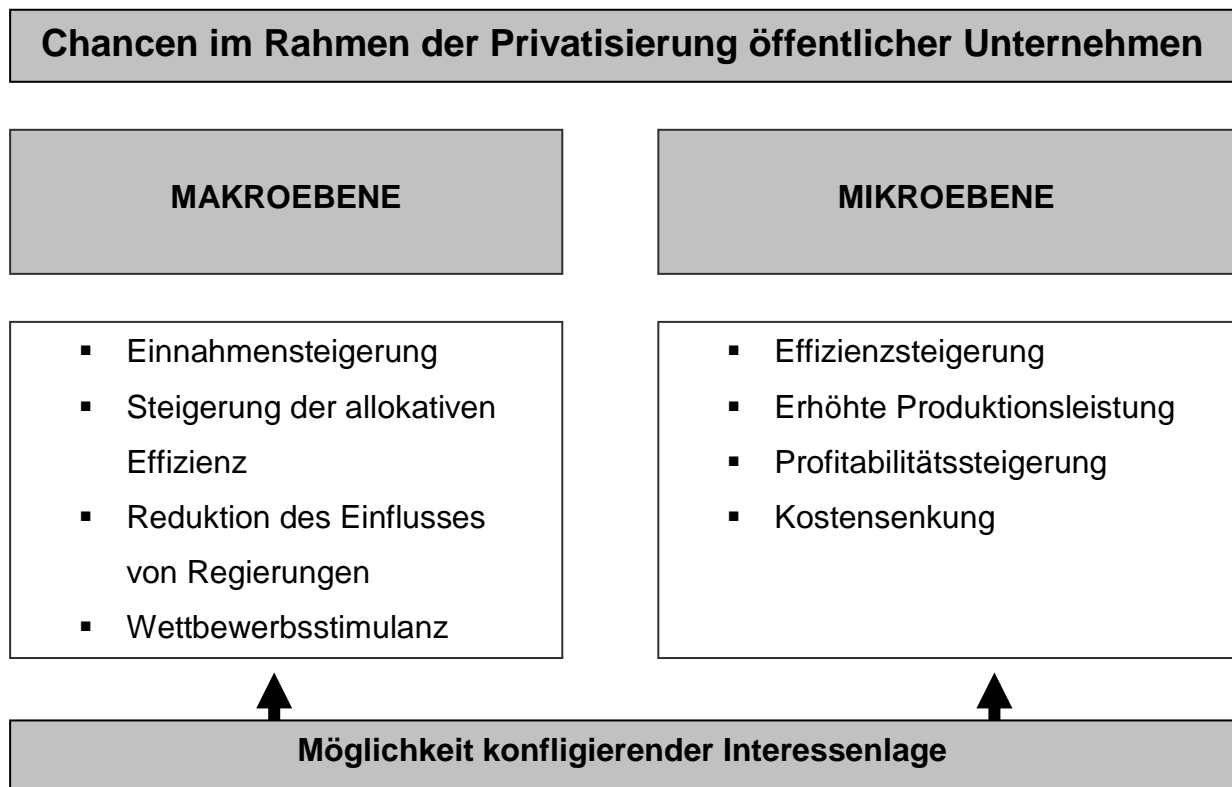 Chancen im Rahmen der Privatisierung öffentlicher Unternehmen
MAKROEBENE
▪ Einnahmensteigerung
▪ Steigerung der allokativen
Effizienz
▪ Reduktion des Einflusses
von Regierungen
▪ Wettbewerbsstimulanz
MIKROEBENE
▪ Effizienzsteigerung
▪ Erhöhte Produktionsleistung
▪ Profitabilitätssteigerung
▪ Kostensenkung
Möglichkeit konfligierender Interessenlage